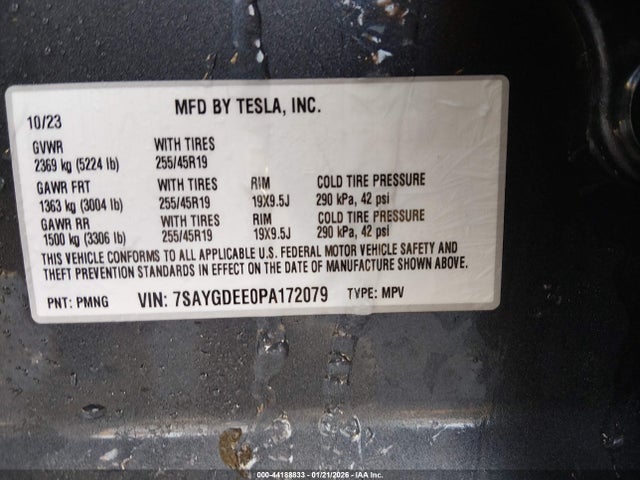 MFD BY TESLA, INC.
10/23
GVWR WITH TIRES
2369 kg (5224 lb) 255/45R19
GAWR FRT WITH TIRES RIM COLD TIRE PRESSURE
1363 kg (3004 lb) 255/45R19 19X9.5J 290 kPa, 42 psi
GAWR RR WITH TIRES RIM COLD TIRE PRESSURE
1500 kg (3306 lb) 255/45R19 19X9.5J 290 kPa, 42 psi
THIS VEHICLE CONFORMS TO ALL APPLICABLE U.S. FEDERAL MOTOR VEHICLE SAFETY AND
THEFT PREVENTION STANDARDS IN EFFECT ON THE DATE OF MANUFACTURE SHOWN ABOVE.
PNT: PMNG VIN: 7SAYGDEE0PA172079 TYPE: MPV
000-44188833 - 01/21/2026 - IAA Inc.